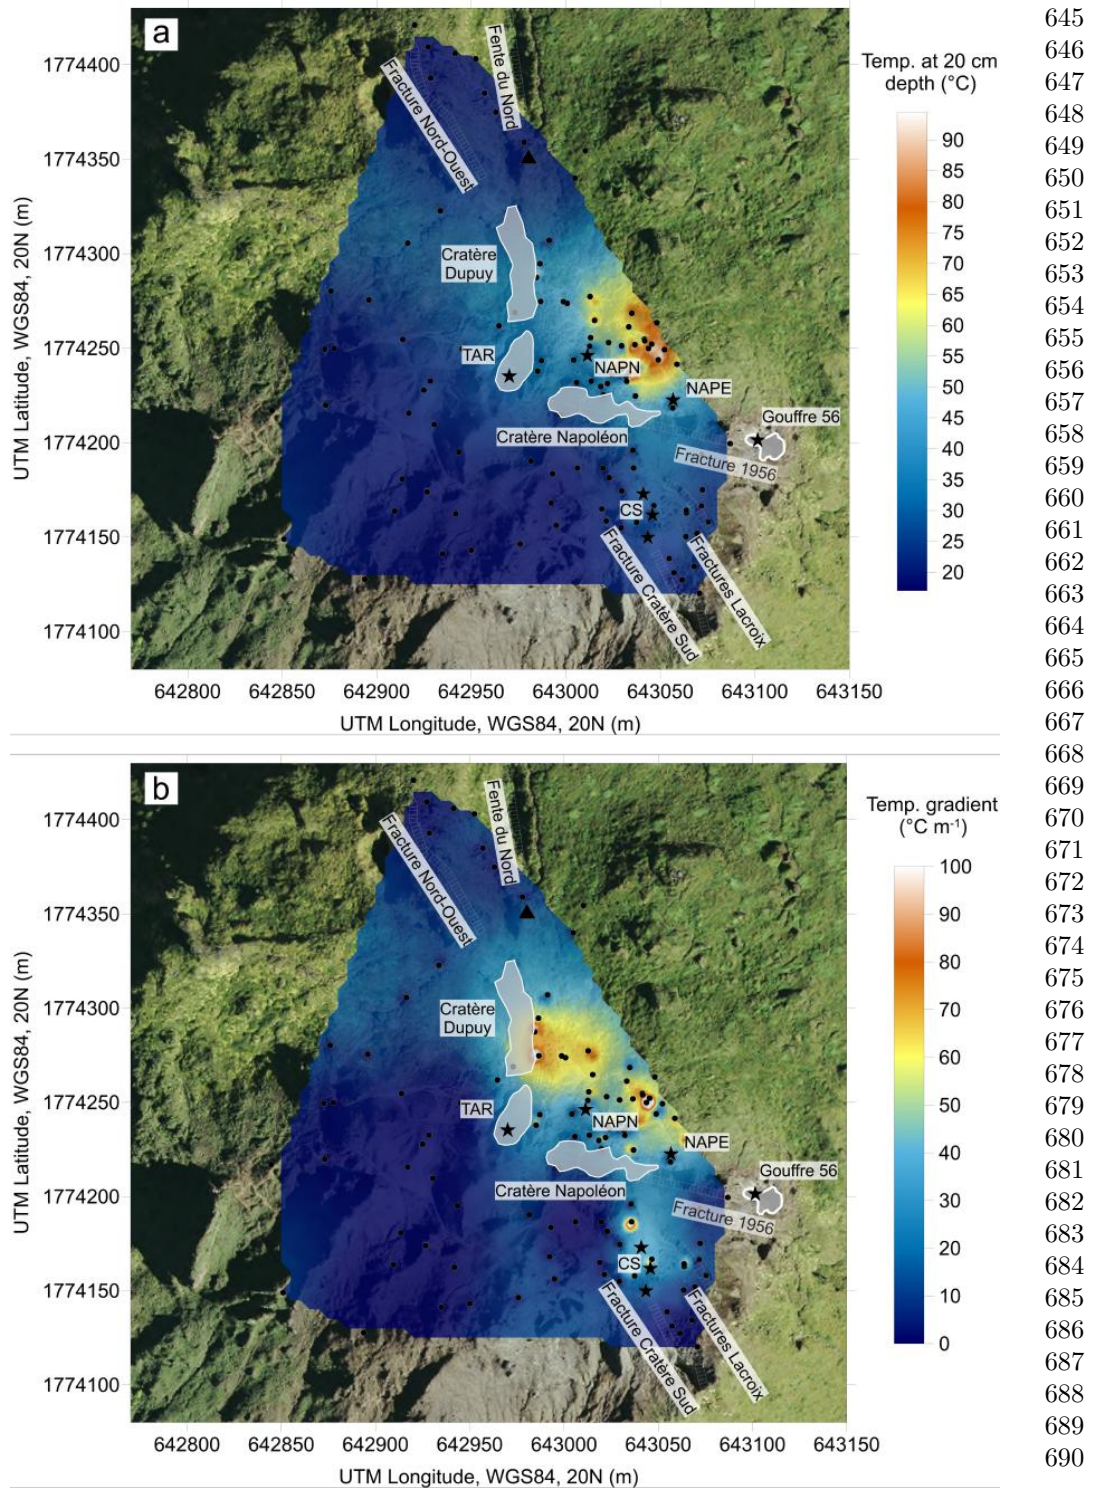 a
Fente du Nord
Fracture Nord-Ouest
Cratère
Dupuy
TAR
NAPN
NAPE
Gouffre 56
Cratère Napoléon
Fracture 1956
CS
Fracture Cratère Sud
Fractures Lacroix
1774400
1774350
1774300
1774250
1774200
1774150
1774100
UTM Latitude, WGS84, 20N (m)
642800 642850 642900 642950 643000 643050 643100 643150
UTM Longitude, WGS84, 20N (m)
Temp. at 20 cm
depth (°C)
90
85
80
75
70
65
60
55
50
45
40
35
30
25
20
b
Fente du Nord
Fracture Nord-Ouest
Cratère
Dupuy
TAR
NAPN
NAPE
Gouffre 56
Cratère Napoléon
Fracture 1956
CS
Fracture Cratère Sud
Fractures Lacroix
1774400
1774350
1774300
1774250
1774200
1774150
1774100
UTM Latitude, WGS84, 20N (m)
642800 642850 642900 642950 643000 643050 643100 643150
UTM Longitude, WGS84, 20N (m)
Temp. gradient
(°C m⁻¹)
100
90
80
70
60
50
40
30
20
10
0
645
646
647
648
649
650
651
652
653
654
655
656
657
658
659
660
661
662
663
664
665
666
667
668
669
670
671
672
673
674
675
676
677
678
679
680
681
682
683
684
685
686
687
688
689
690